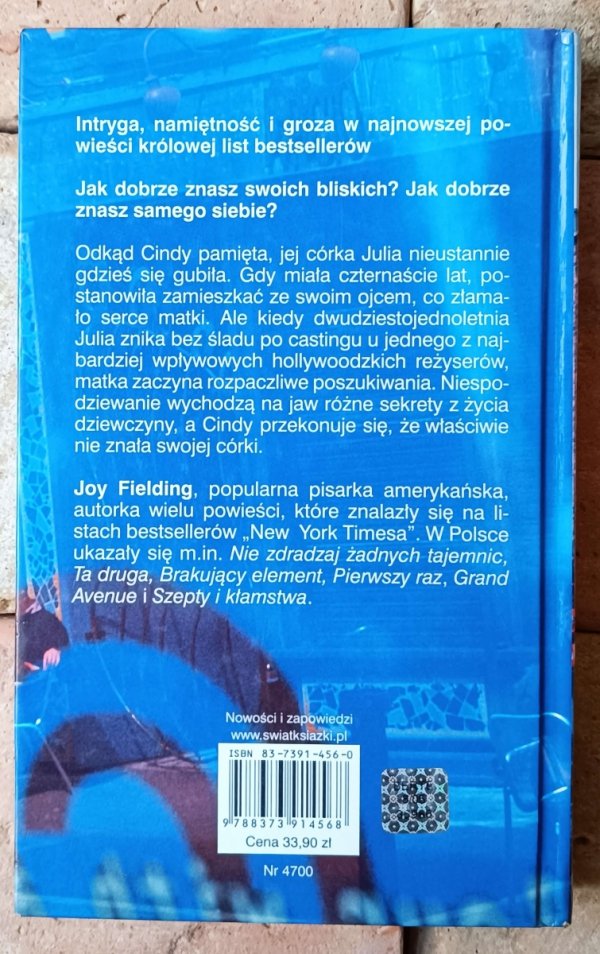 Intryga, namiętność i groza w najnowszej po-
wieści królowej list bestsellerów
Jak dobrze znasz swoich bliskich? Jak dobrze
znasz samego siebie?
Odkąd Cindy pamięta, jej córka Julia nieustannie
gdzieś się gubiła. Gdy miała czternaście lat, po-
stanowiła zamieszkać ze swoim ojcem, co złama-
ło serce matki. Ale kiedy dwudziestojednoletnia
Julia znika bez śladu po castingu u jednego z naj-
bardziej wpływowych hollywoodzkich reżyserów,
matka zaczyna rozpaczliwe poszukiwania. Niespo-
dziewanie wychodzą na jaw różne sekrety z życia
dziewczyny, a Cindy przekonuje się, że właściwie
nie znała swojej córki.
Joy Fielding, popularna pisarka amerykańska,
autorka wielu powieści, które znalazły się na li-
stach bestsellerów „New York Timesa”. W Polsce
ukazały się m.in. Nie zdradzaj żadnych tajemnic,
Ta druga, Brakujący element, Pierwszy raz, Grand
Avenue i Szepty i kłamstwa.
Nowości i zapowiedzi
www.swiatksiazki.pl
ISBN 83-7391-456-0
9 788373 914568
Cena 33,90 zł
Nr 4700